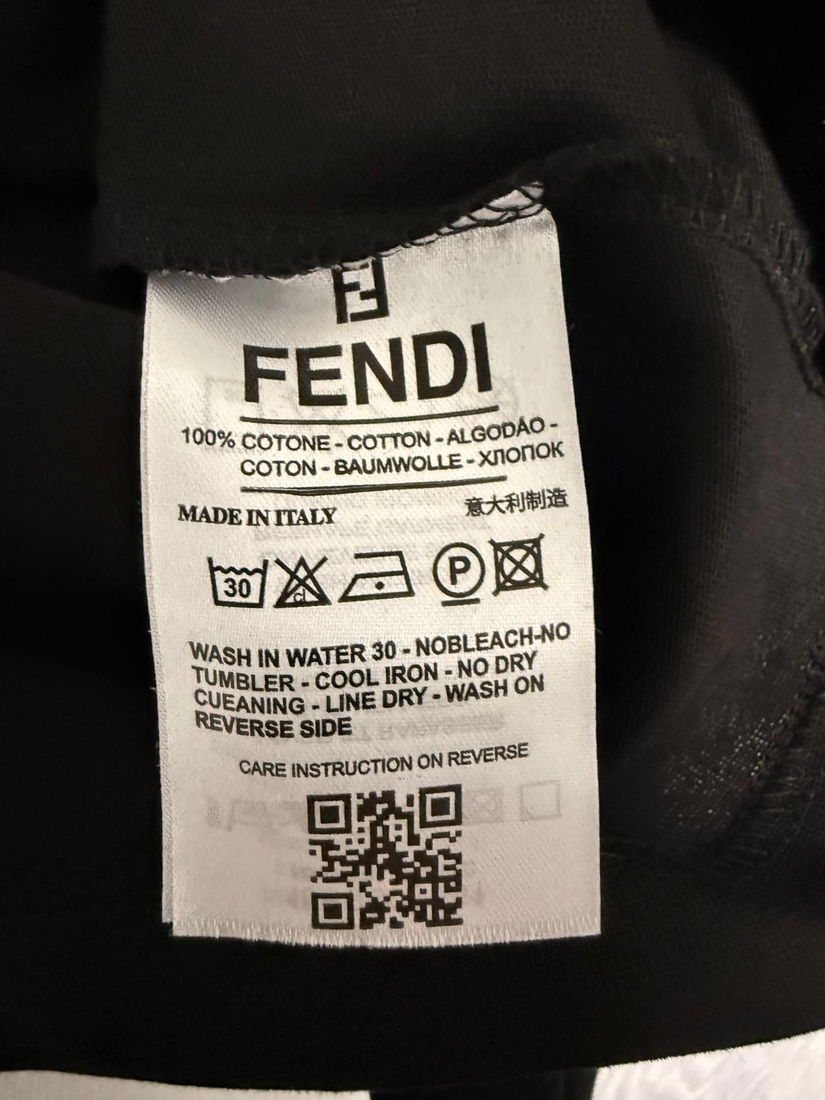 FENDI
100% COTONE - COTTON - ALGODÃO -
COTON - BAUMWOLLE - ХЛОПОК
MADE IN ITALY 意大利制造
30 cl P
WASH IN WATER 30 - NOBLEACH-NO
TUMBLER - COOL IRON - NO DRY
CUEANING - LINE DRY - WASH ON
REVERSE SIDE
CARE INSTRUCTION ON REVERSE